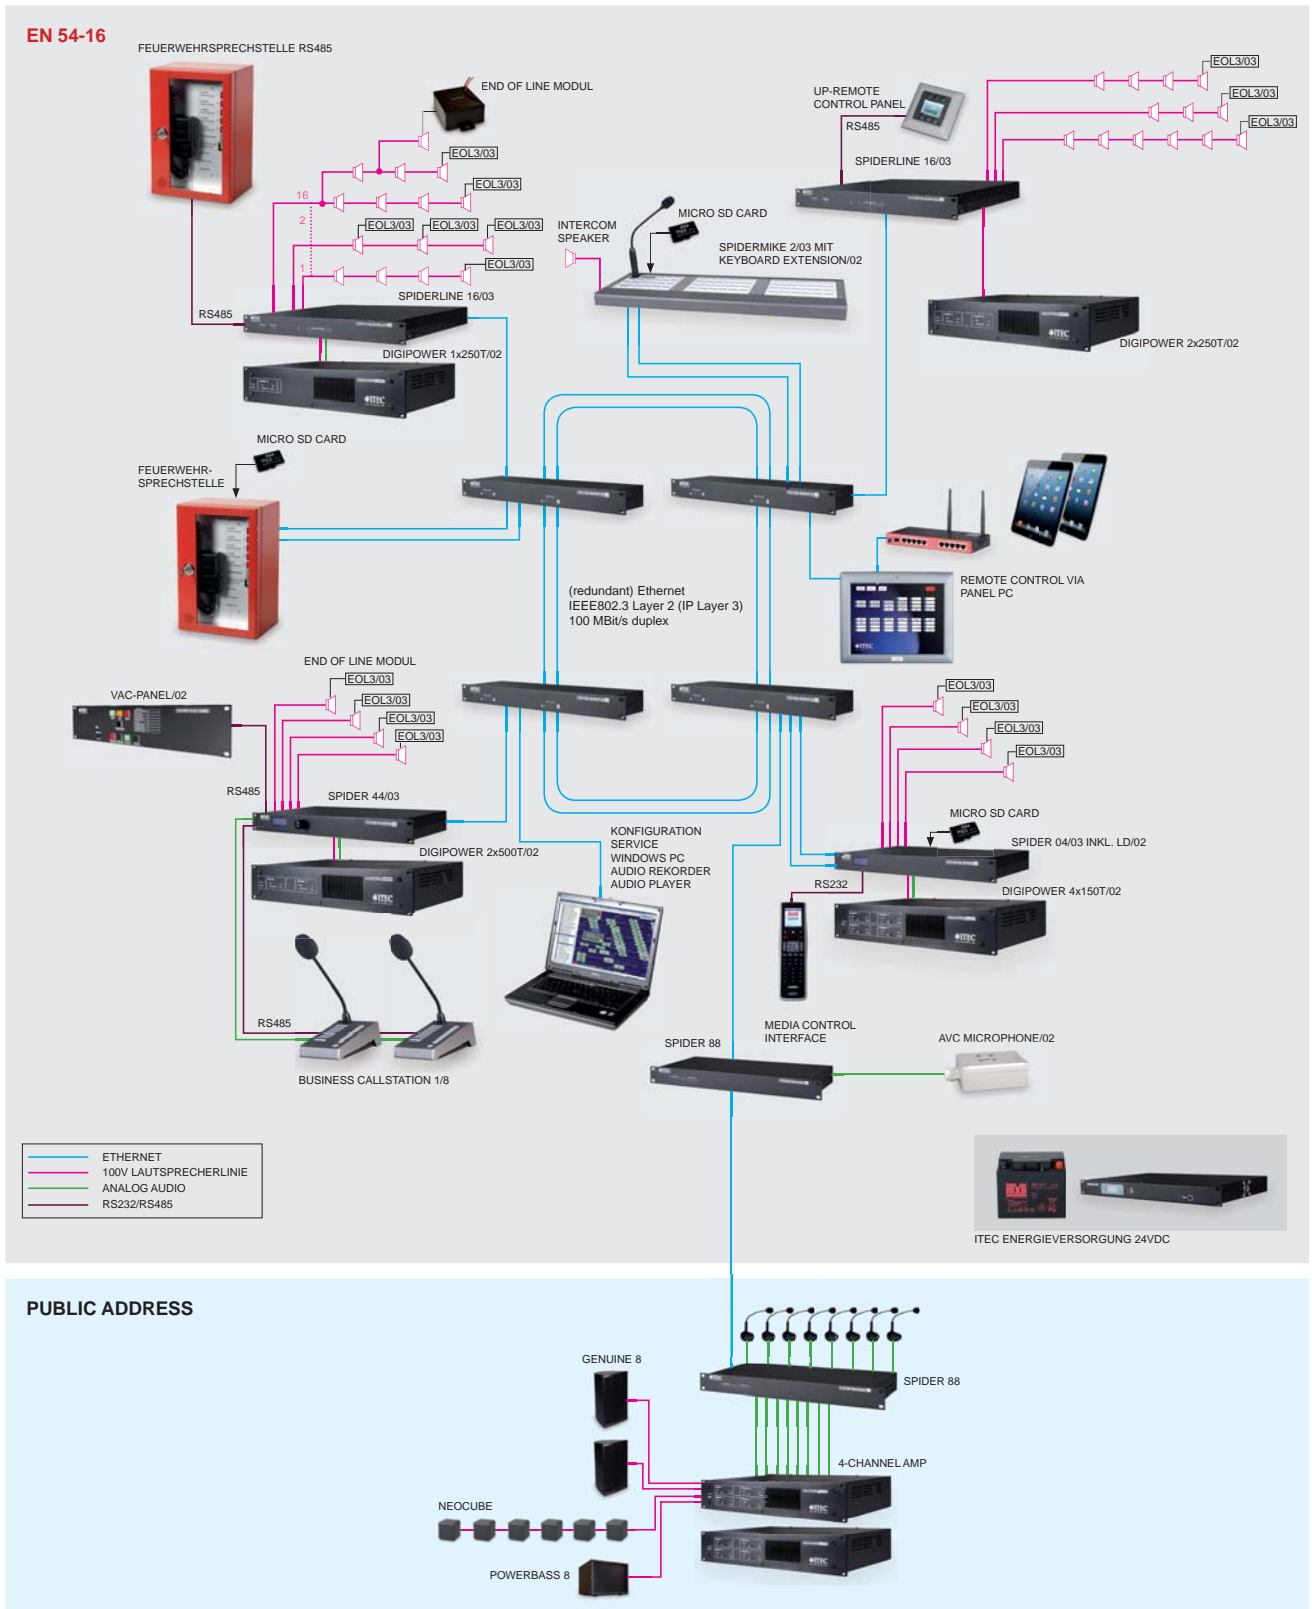 EN 54-16
FEUERWEHRSPRECHSTELLE RS485
END OF LINE MODUL
EOL3/03
EOL3/03
EOL3/03
EOL3/03
EOL3/03
EOL3/03
16
2
1
RS485
SPIDERLINE 16/03
DIGIPOWER 1x250T/02
ITEC
INTERCOM
SPEAKER
MICRO SD CARD
SPIDERMIKE 2/03 MIT
KEYBOARD EXTENSION/02
UP-REMOTE
CONTROL PANEL
RS485
SPIDERLINE 16/03
EOL3/03
EOL3/03
EOL3/03
ITEC
DIGIPOWER 2x250T/02
MICRO SD CARD
FEUERWEHR-
SPRECHSTELLE
(redundant) Ethernet
IEEE802.3 Layer 2 (IP Layer 3)
100 MBit/s duplex
REMOTE CONTROL VIA
PANEL PC
ITEC
VAC-PANEL/02
END OF LINE MODUL
EOL3/03
EOL3/03
EOL3/03
EOL3/03
RS485
SPIDER 44/03
DIGIPOWER 2x500T/02
ITEC
RS485
BUSINESS CALLSTATION 1/8
KONFIGURATION
SERVICE
WINDOWS PC
AUDIO REKORDER
AUDIO PLAYER
EOL3/03
EOL3/03
EOL3/03
EOL3/03
MICRO SD CARD
SPIDER 04/03 INKL. LD/02
RS232
DIGIPOWER 4x150T/02
ITEC
MEDIA CONTROL
INTERFACE
SPIDER 88
AVC MICROPHONE/02
ETHERNET
100V LAUTSPRECHERLINIE
ANALOG AUDIO
RS232/RS485
ITEC ENERGIEVERSORGUNG 24VDC
PUBLIC ADDRESS
GENUINE 8
SPIDER 88
4-CHANNEL AMP
ITEC
NEOCUBE
ITEC
POWERBASS 8